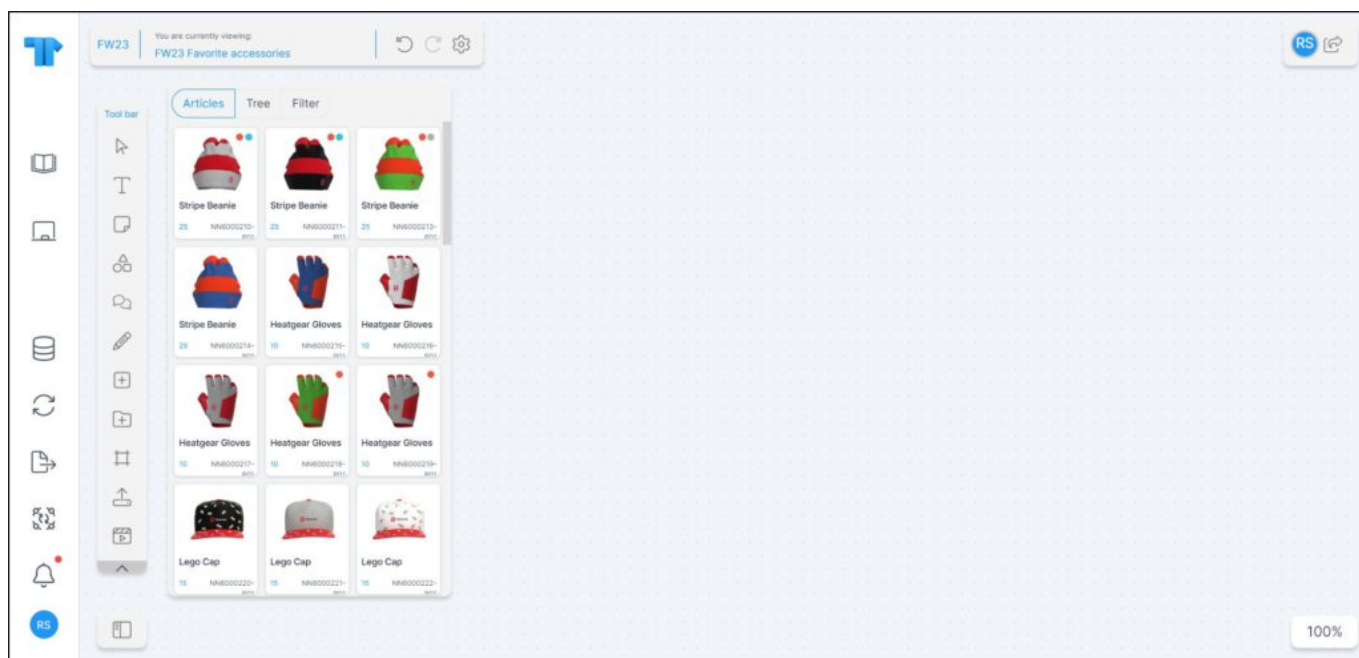 FW23
You are currently viewing:
FW23 Favorite accessories
RS
Tool bar
Articles Tree Filter
Stripe Beanie Stripe Beanie Stripe Beanie
25 NN6000210- 25 NN6000211- 25 NN6000213-
Stripe Beanie Heatgear Gloves Heatgear Gloves
25 NN6000214- 10 NN6000215- 10 NN6000216-
Heatgear Gloves Heatgear Gloves Heatgear Gloves
10 NN6000217- 10 NN6000218- 10 NN6000219-
Lego Cap Lego Cap Lego Cap
15 NN6000220- 15 NN6000221- 15 NN6000222-
RS
100%